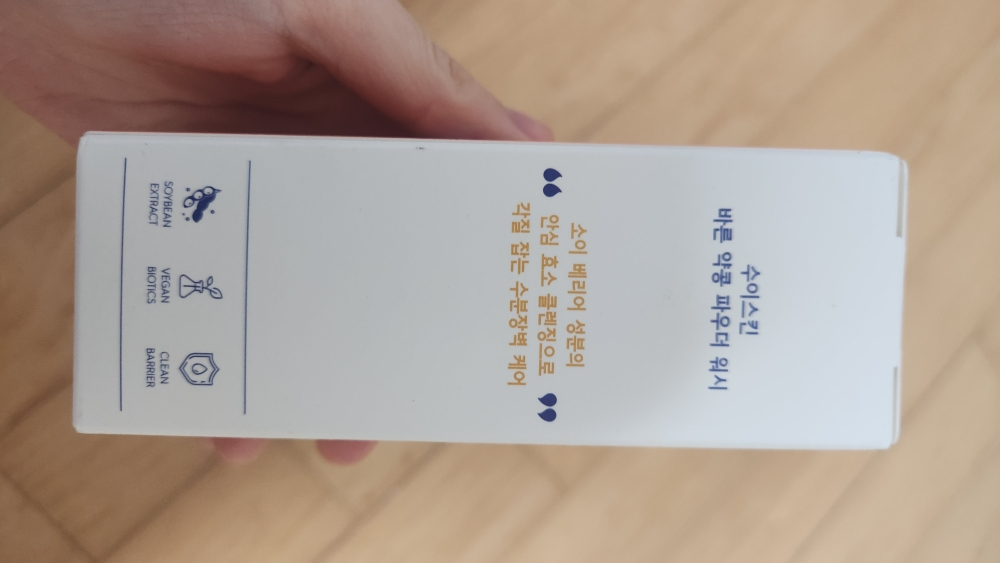 수이스킨
바른 약콩 파우더 워시
“
소이 베리어 성분의
안심 효소 클렌징으로
각질 잡는 수분장벽 케어
”
SOYBEAN
EXTRACT
VEGAN
BIOTICS
CLEAN
BARRIER